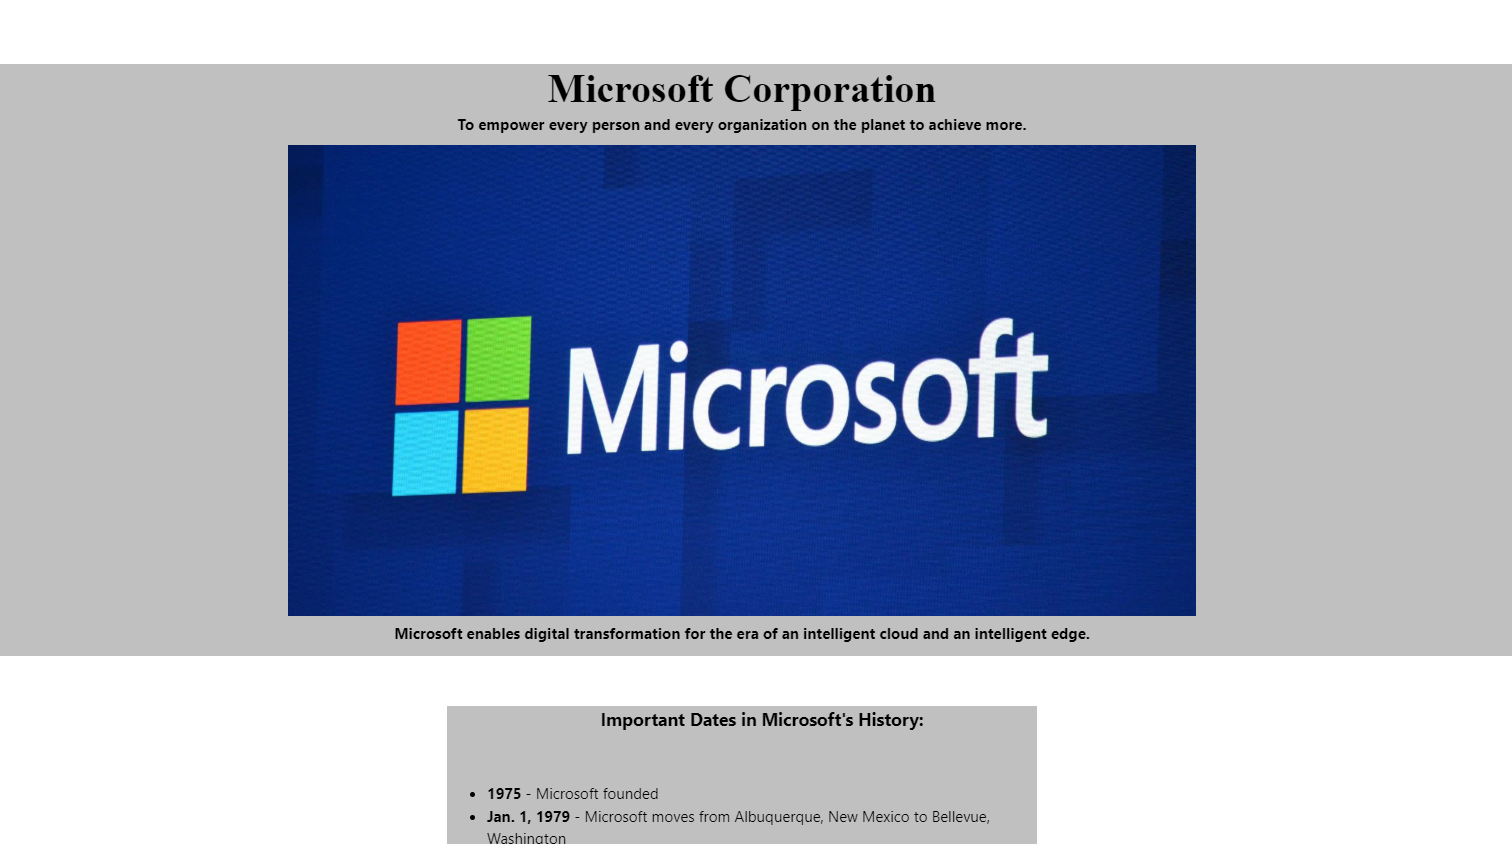 Microsoft Corporation
To empower every person and every organization on the planet to achieve more.
Microsoft
Microsoft enables digital transformation for the era of an intelligent cloud and an intelligent edge.
Important Dates in Microsoft's History:
1975 - Microsoft founded
Jan. 1, 1979 - Microsoft moves from Albuquerque, New Mexico to Bellevue,
Washington